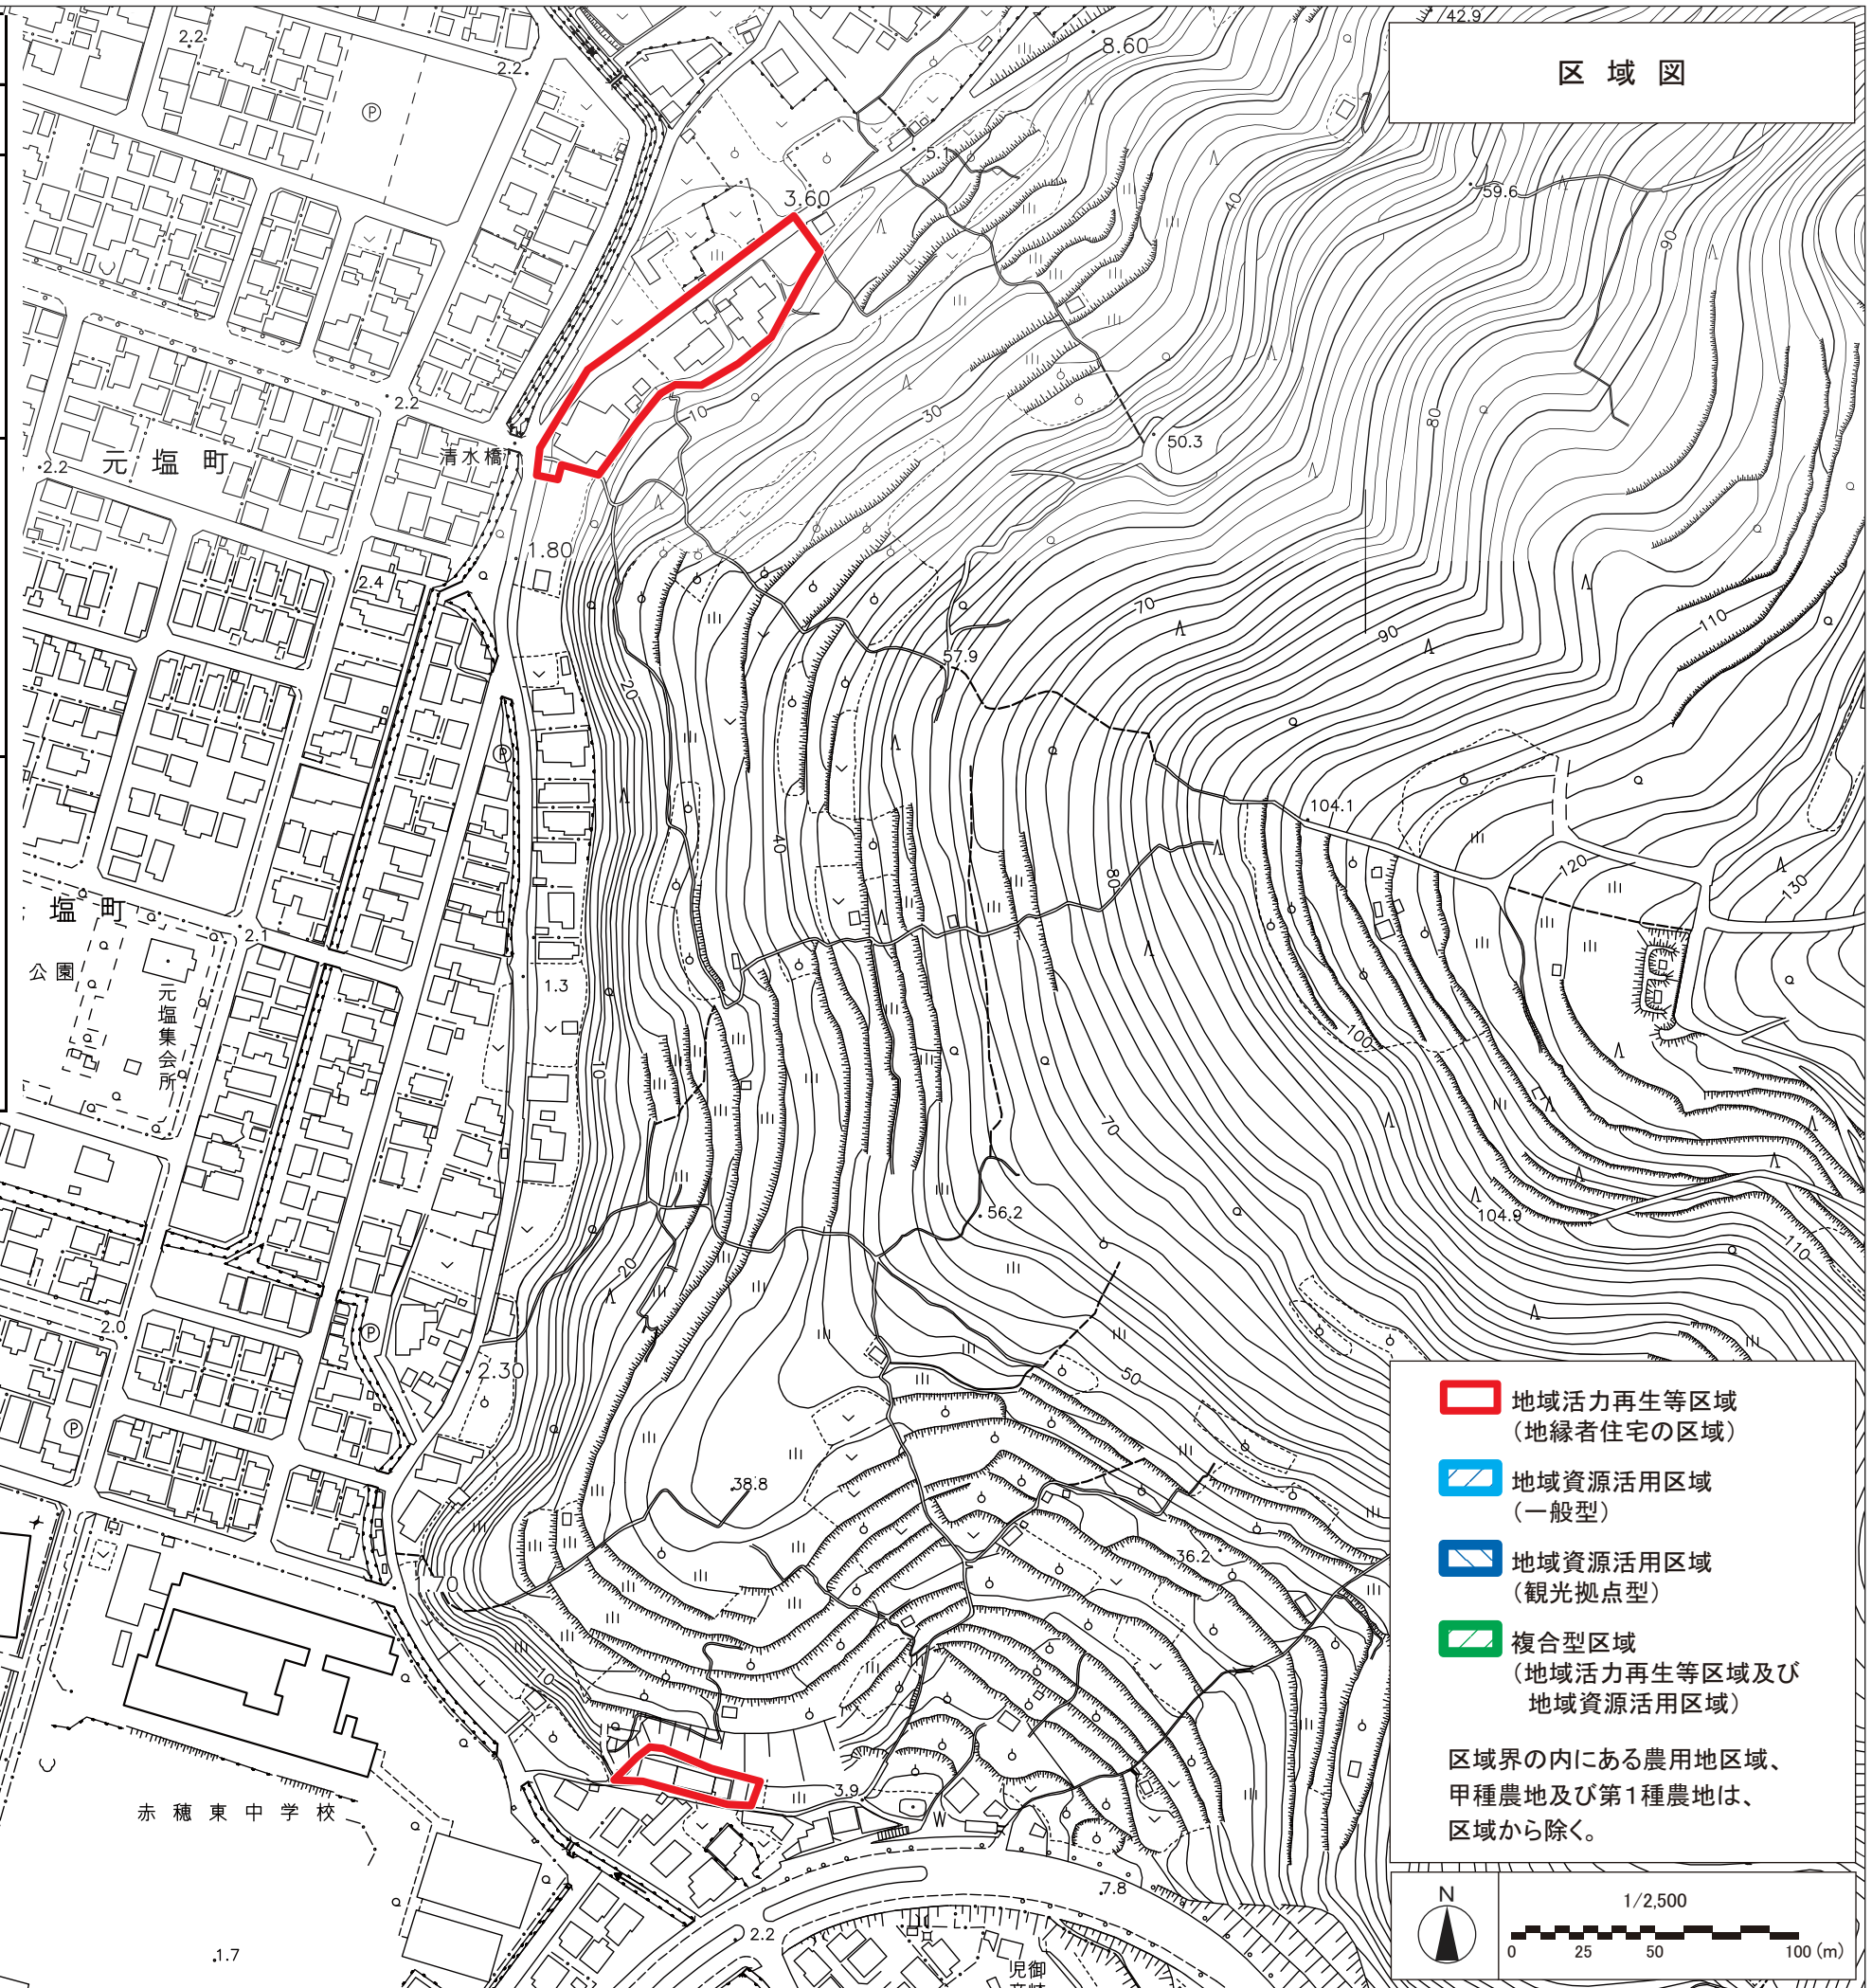 42.9
区域図
2.2
2.2
8.60
5.1
59.6
3.60
40
90
2.2
10
30
80
50.3
清水橋
元塩町
2.2
1.80
2.4
70
90
110
57.9
20
104.1
40
80
120
130
塩町
2.1
公園
元塩集会所
1.3
100
10
70
56.2
104.9
110
20
2.0
2.30
50
38.8
36.2
10
3.9
W
赤穂東中学校
7.8
2.2
1.7
児御
P
P
P
P
地域活力再生等区域
(地縁者住宅の区域)
地域資源活用区域
(一般型)
地域資源活用区域
(観光拠点型)
複合型区域
(地域活力再生等区域及び
地域資源活用区域)
区域界の内にある農用地区域、
甲種農地及び第1種農地は、
区域から除く。
N
1/2,500
0 25 50 100 (m)